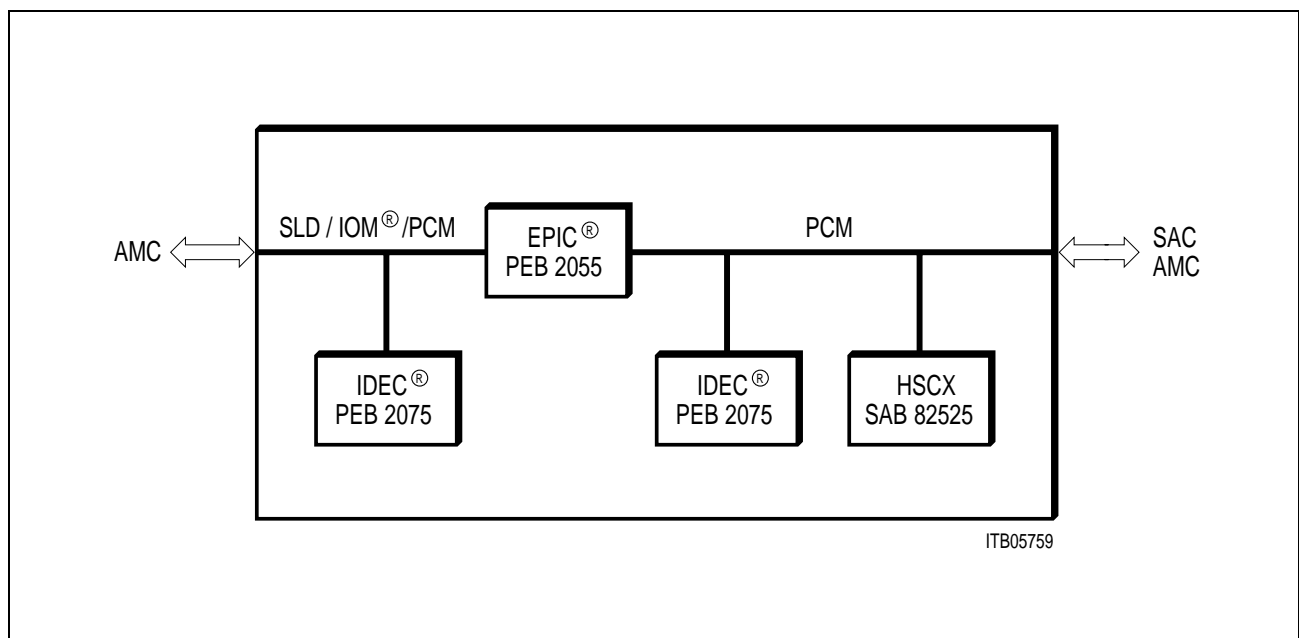 SLD / IOM® /PCM
EPIC®
PEB 2055
PCM
AMC
SAC
AMC
IDEC®
PEB 2075
IDEC®
PEB 2075
HSCX
SAB 82525
ITB05759